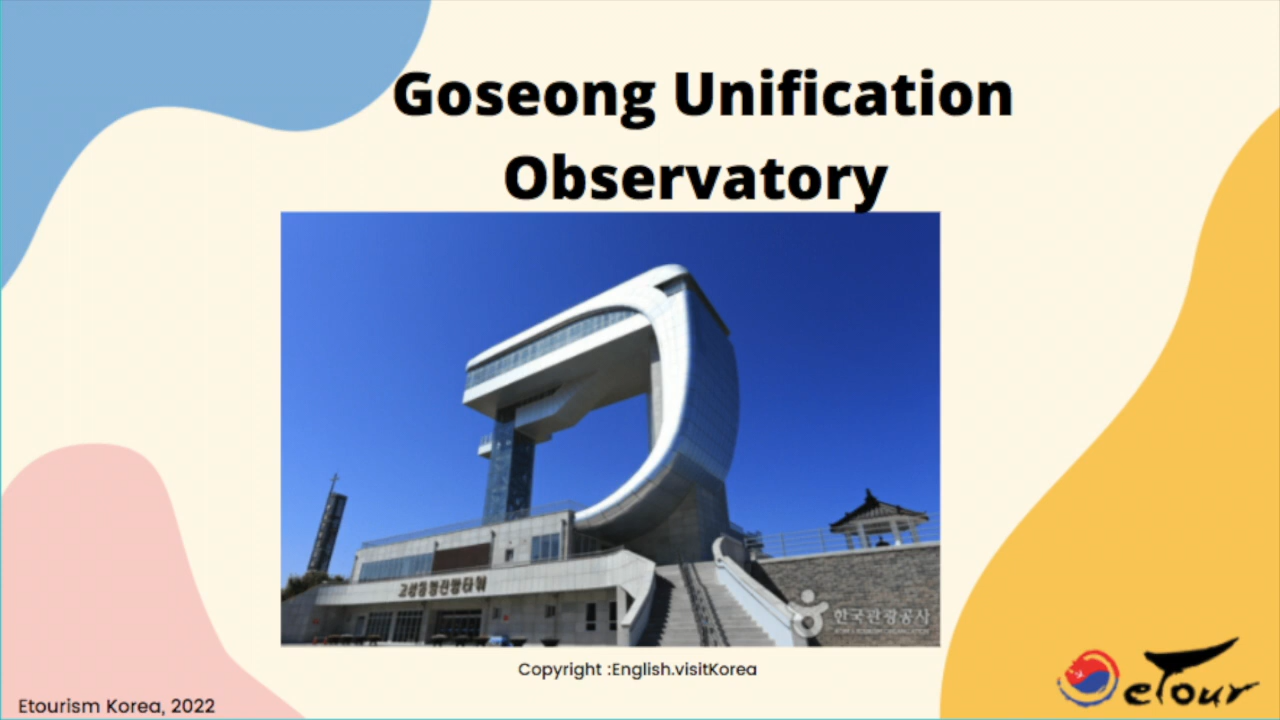 Goseong Unification
Observatory
고성통일전망타워
한국관광공사
Copyright :English.visitKorea
Etourism Korea, 2022
eTour